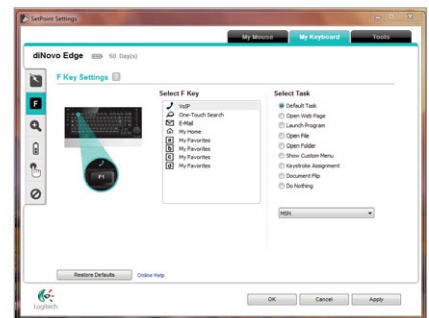 SetPoint Settings
My Mouse
My Keyboard
Tools
diNovo Edge
50 Day(s)
F Key Settings ?
Select F Key
VoIP
One-Touch Search
E-Mail
My Home
a My Favorites
b My Favorites
c My Favorites
d My Favorites
F1
Select Task
Default Task
Open Web Page
Launch Program
Open File
Open Folder
Show Custom Menu
Keystroke Assignment
Document Flip
Do Nothing
MSN
F
Restore Defaults
Online Help
Logitech
OK
Cancel
Apply